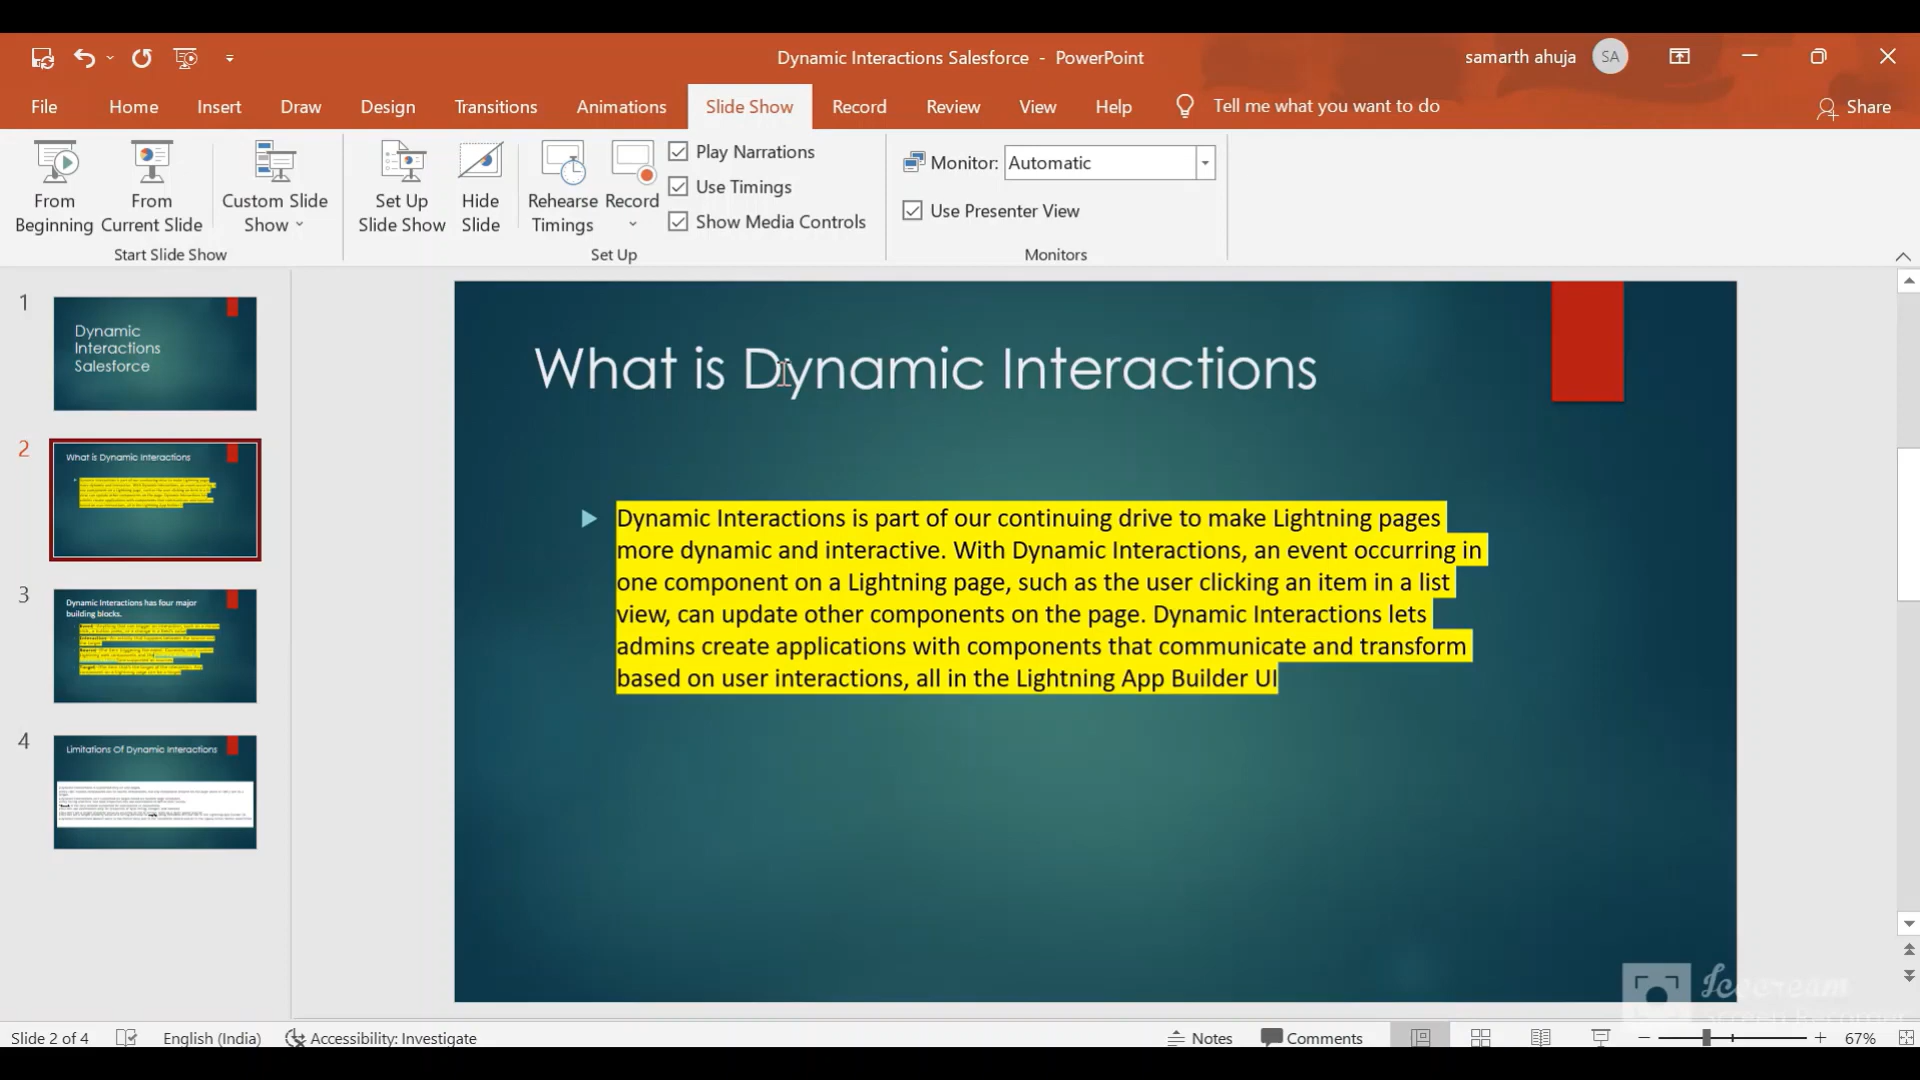 Dynamic Interactions Salesforce - PowerPoint
samarth ahuja SA
File Home Insert Draw Design Transitions Animations Slide Show Record Review View Help Tell me what you want to do Share
From Beginning
From Current Slide
Custom Slide Show
Start Slide Show
Set Up Slide Show
Hide Slide
Rehearse Timings
Record
Play Narrations
Use Timings
Show Media Controls
Set Up
Monitor: Automatic
Use Presenter View
Monitors
1
Dynamic
Interactions
Salesforce
2
What is Dynamic Interactions
3
Dynamic Interactions has four major
building blocks.
4
Limitations Of Dynamic Interactions
What is Dynamic Interactions
Dynamic Interactions is part of our continuing drive to make Lightning pages
more dynamic and interactive. With Dynamic Interactions, an event occurring in
one component on a Lightning page, such as the user clicking an item in a list
view, can update other components on the page. Dynamic Interactions lets
admins create applications with components that communicate and transform
based on user interactions, all in the Lightning App Builder UI
Icecream
Screen Recorder
Slide 2 of 4 English (India) Accessibility: Investigate Notes Comments 67%